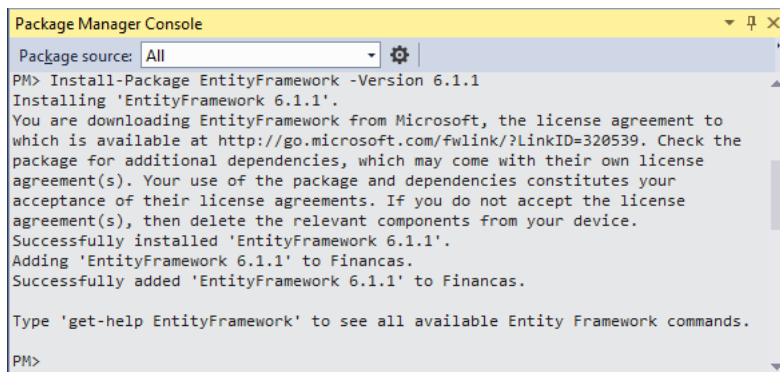 Package Manager Console
Package source: All
PM> Install-Package EntityFramework -Version 6.1.1
Installing 'EntityFramework 6.1.1'.
You are downloading EntityFramework from Microsoft, the license agreement to
which is available at http://go.microsoft.com/fwlink/?LinkID=320539. Check the
package for additional dependencies, which may come with their own license
agreement(s). Your use of the package and dependencies constitutes your
acceptance of their license agreements. If you do not accept the license
agreement(s), then delete the relevant components from your device.
Successfully installed 'EntityFramework 6.1.1'.
Adding 'EntityFramework 6.1.1' to Financas.
Successfully added 'EntityFramework 6.1.1' to Financas.
Type 'get-help EntityFramework' to see all available Entity Framework commands.
PM>